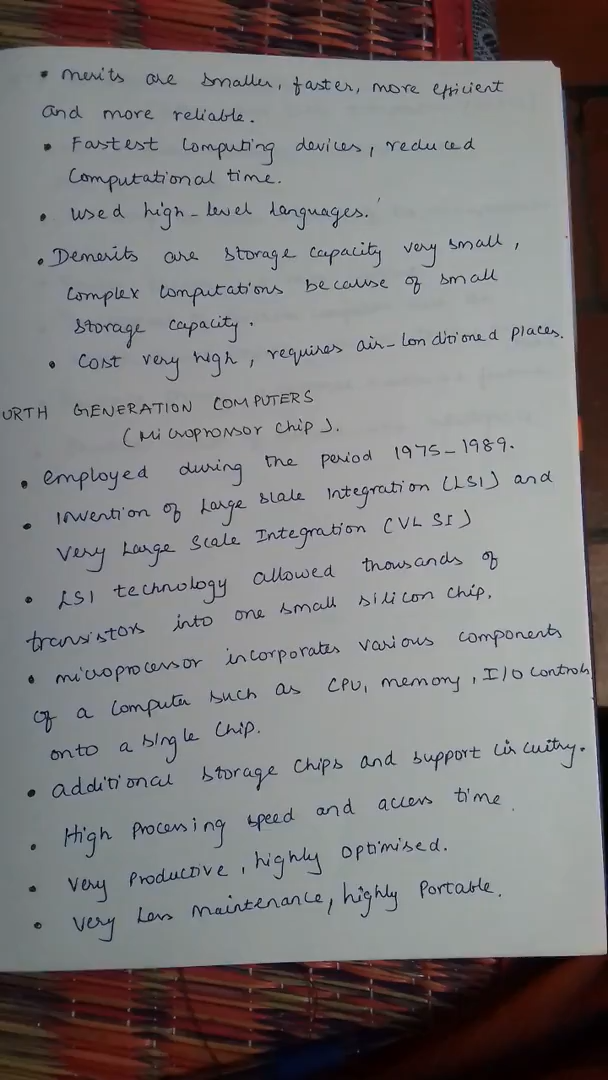 • merits are smaller, faster, more efficient
and more reliable.
• Fastest computing devices, reduced
computational time.
• used high-level languages.
• Demerits are storage capacity very small,
complex computations because of small
storage capacity.
• cost very high, requires air-conditioned places.
URTH GENERATION COMPUTERS
(Microprossor chip).
• employed during the period 1975-1989.
• Invention of Large Scale Integration (LSI) and
Very Large Scale Integration (VLSI)
• LSI technology allowed thousands of
transistors into one small silicon chip.
• microprocessor incorporates various components
of a computer such as CPU, memory, I/O controls
onto a single chip.
• additional storage chips and support circuitry.
• High processing speed and access time.
• Very Productive, highly optimised.
• Very Less Maintenance, highly Portable.